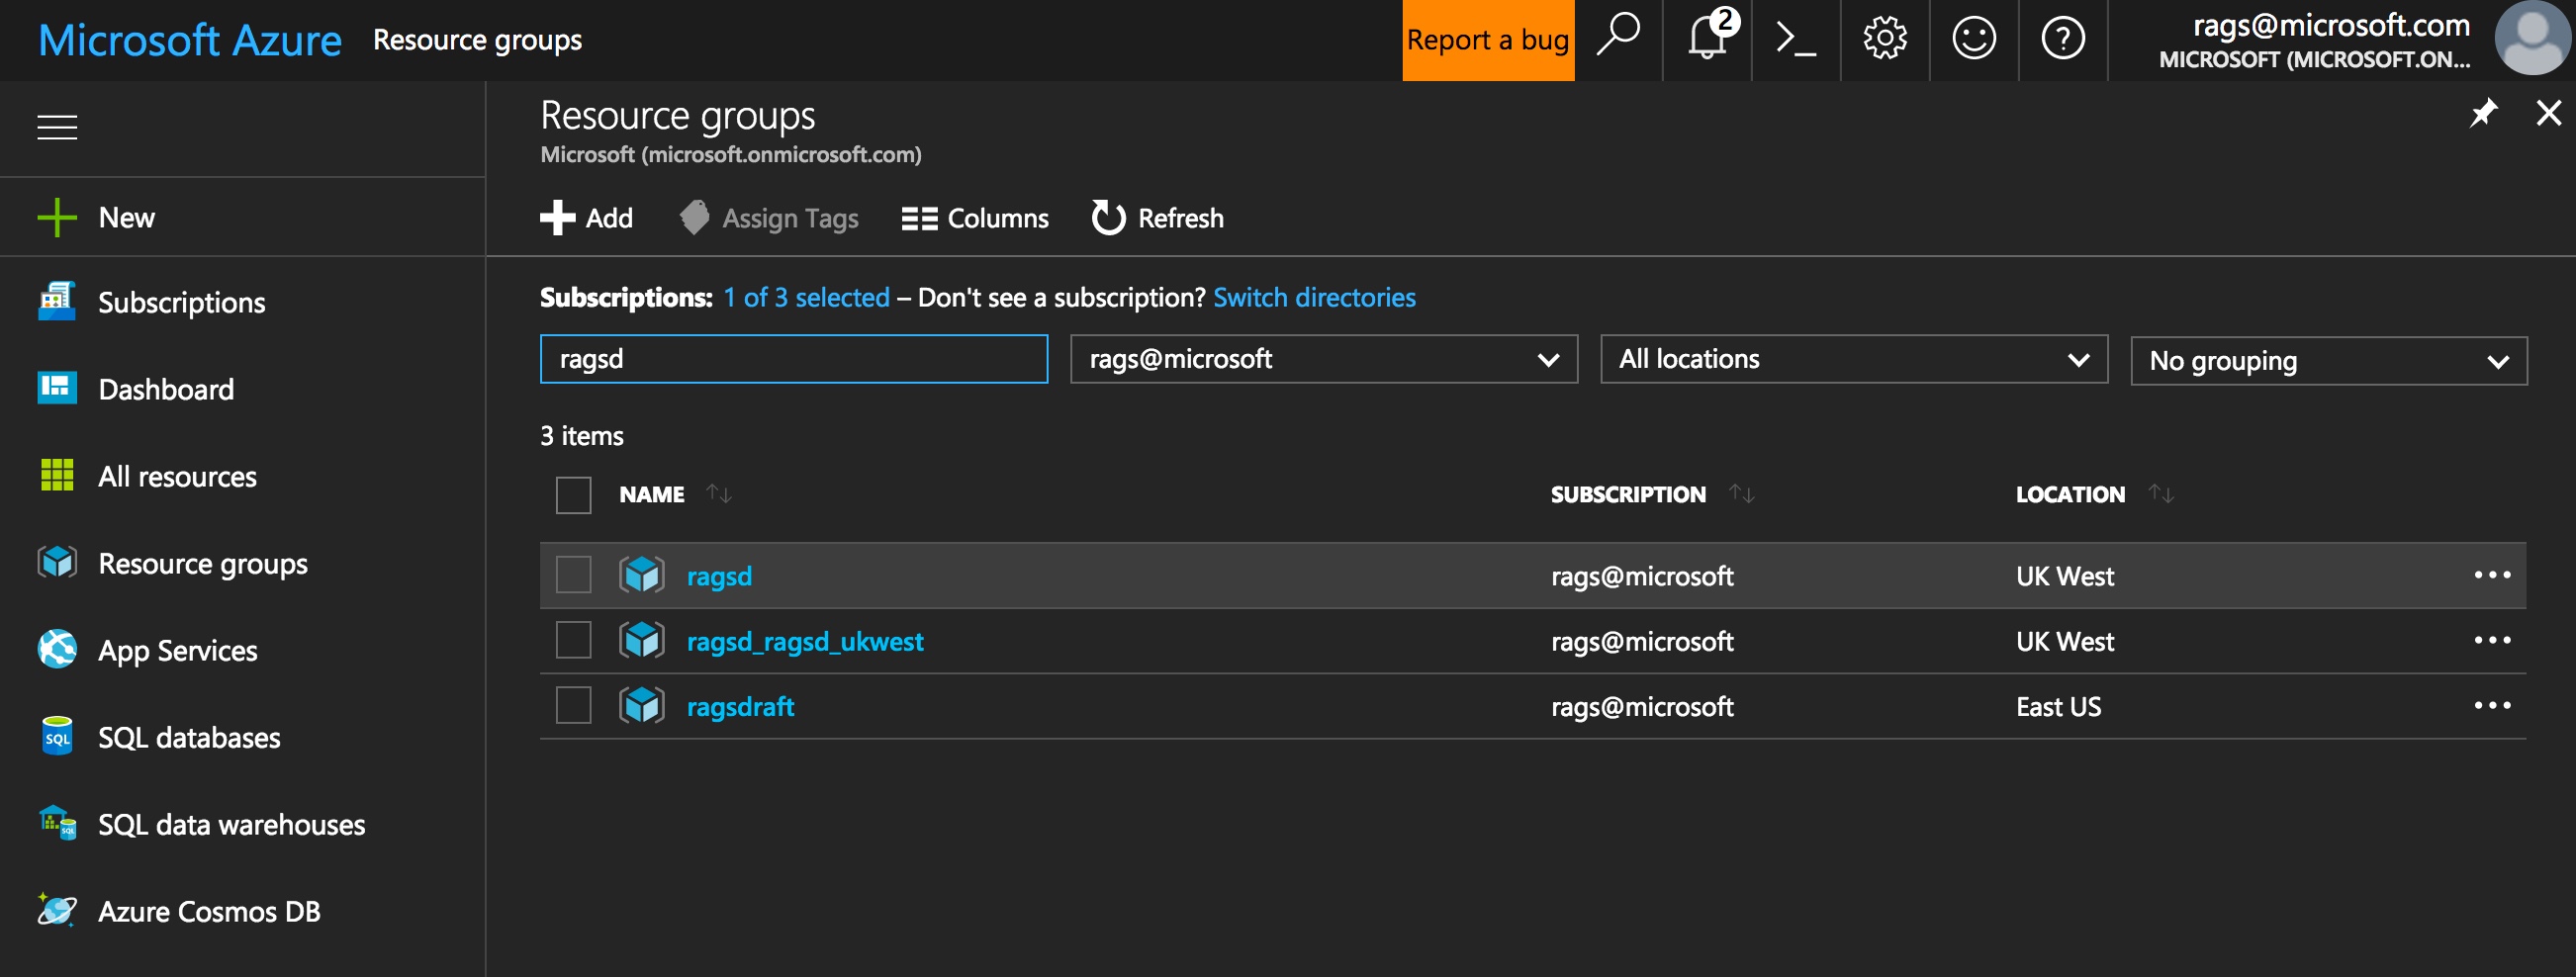 Microsoft Azure Resource groups
Report a bug
2
rags@microsoft.com
MICROSOFT (MICROSOFT.ON...
Resource groups
Microsoft (microsoft.onmicrosoft.com)
New
Add Assign Tags Columns Refresh
Subscriptions
Dashboard
All resources
Resource groups
App Services
SQL SQL databases
SQL SQL data warehouses
Azure Cosmos DB
Subscriptions: 1 of 3 selected – Don't see a subscription? Switch directories
ragsd rags@microsoft All locations No grouping
3 items
NAME SUBSCRIPTION LOCATION
ragsd rags@microsoft UK West
ragsd_ragsd_ukwest rags@microsoft UK West
ragsdraft rags@microsoft East US